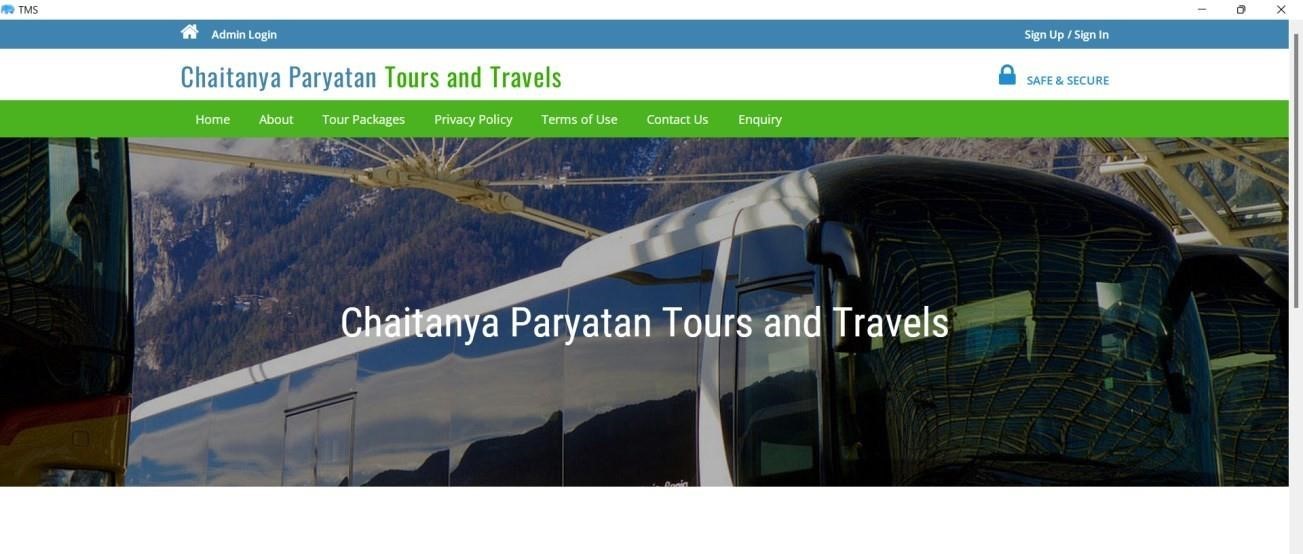 TMS
Admin Login Sign Up / Sign In
Chaitanya Paryatan Tours and Travels SAFE & SECURE
Home About Tour Packages Privacy Policy Terms of Use Contact Us Enquiry
Chaitanya Paryatan Tours and Travels